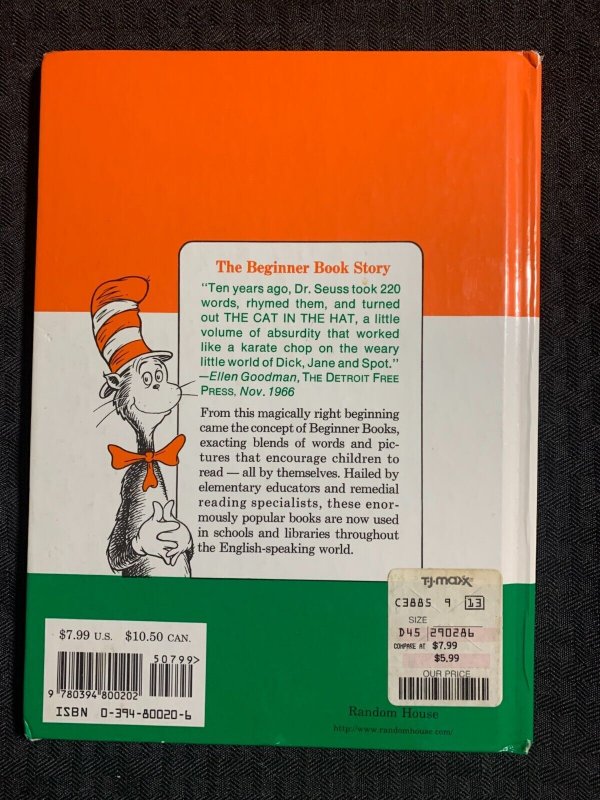 The Beginner Book Story
"Ten years ago, Dr. Seuss took 220
words, rhymed them, and turned
out THE CAT IN THE HAT, a little
volume of absurdity that worked
like a karate chop on the weary
little world of Dick, Jane and Spot."
—Ellen Goodman, THE DETROIT FREE
PRESS, Nov. 1966
From this magically right beginning
came the concept of Beginner Books,
exacting blends of words and pic-
tures that encourage children to
read — all by themselves. Hailed by
elementary educators and remedial
reading specialists, these enor-
mously popular books are now used
in schools and libraries throughout
the English-speaking world.
T·J·maxx
C3885 9 13
SIZE
D45 290286
COMPARE AT $7.99
$5.99
OUR PRICE
$7.99 U.S. $10.50 CAN.
50799>
9 780394 800202
ISBN 0-394-80020-6
Random House
http://www.randomhouse.com/